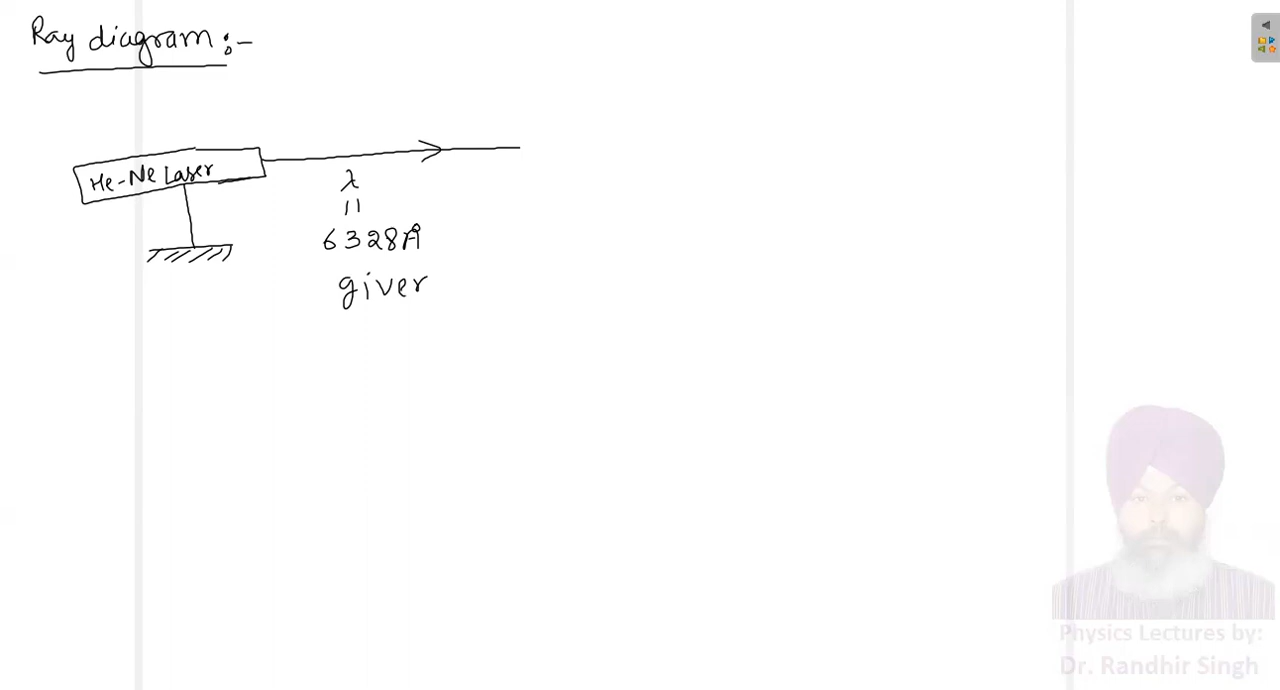 Ray diagram :-
He-Ne Laser
λ
=
6328Å
giver
Physics Lectures by:
Dr. Randhir Singh